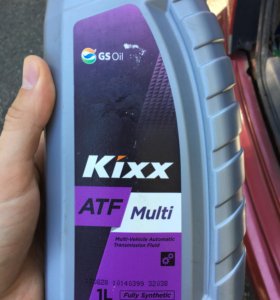 GS Oil
Kixx
ATF Multi
Multi-Vehicle Automatic
Transmission Fluid
1L Fully Synthetic